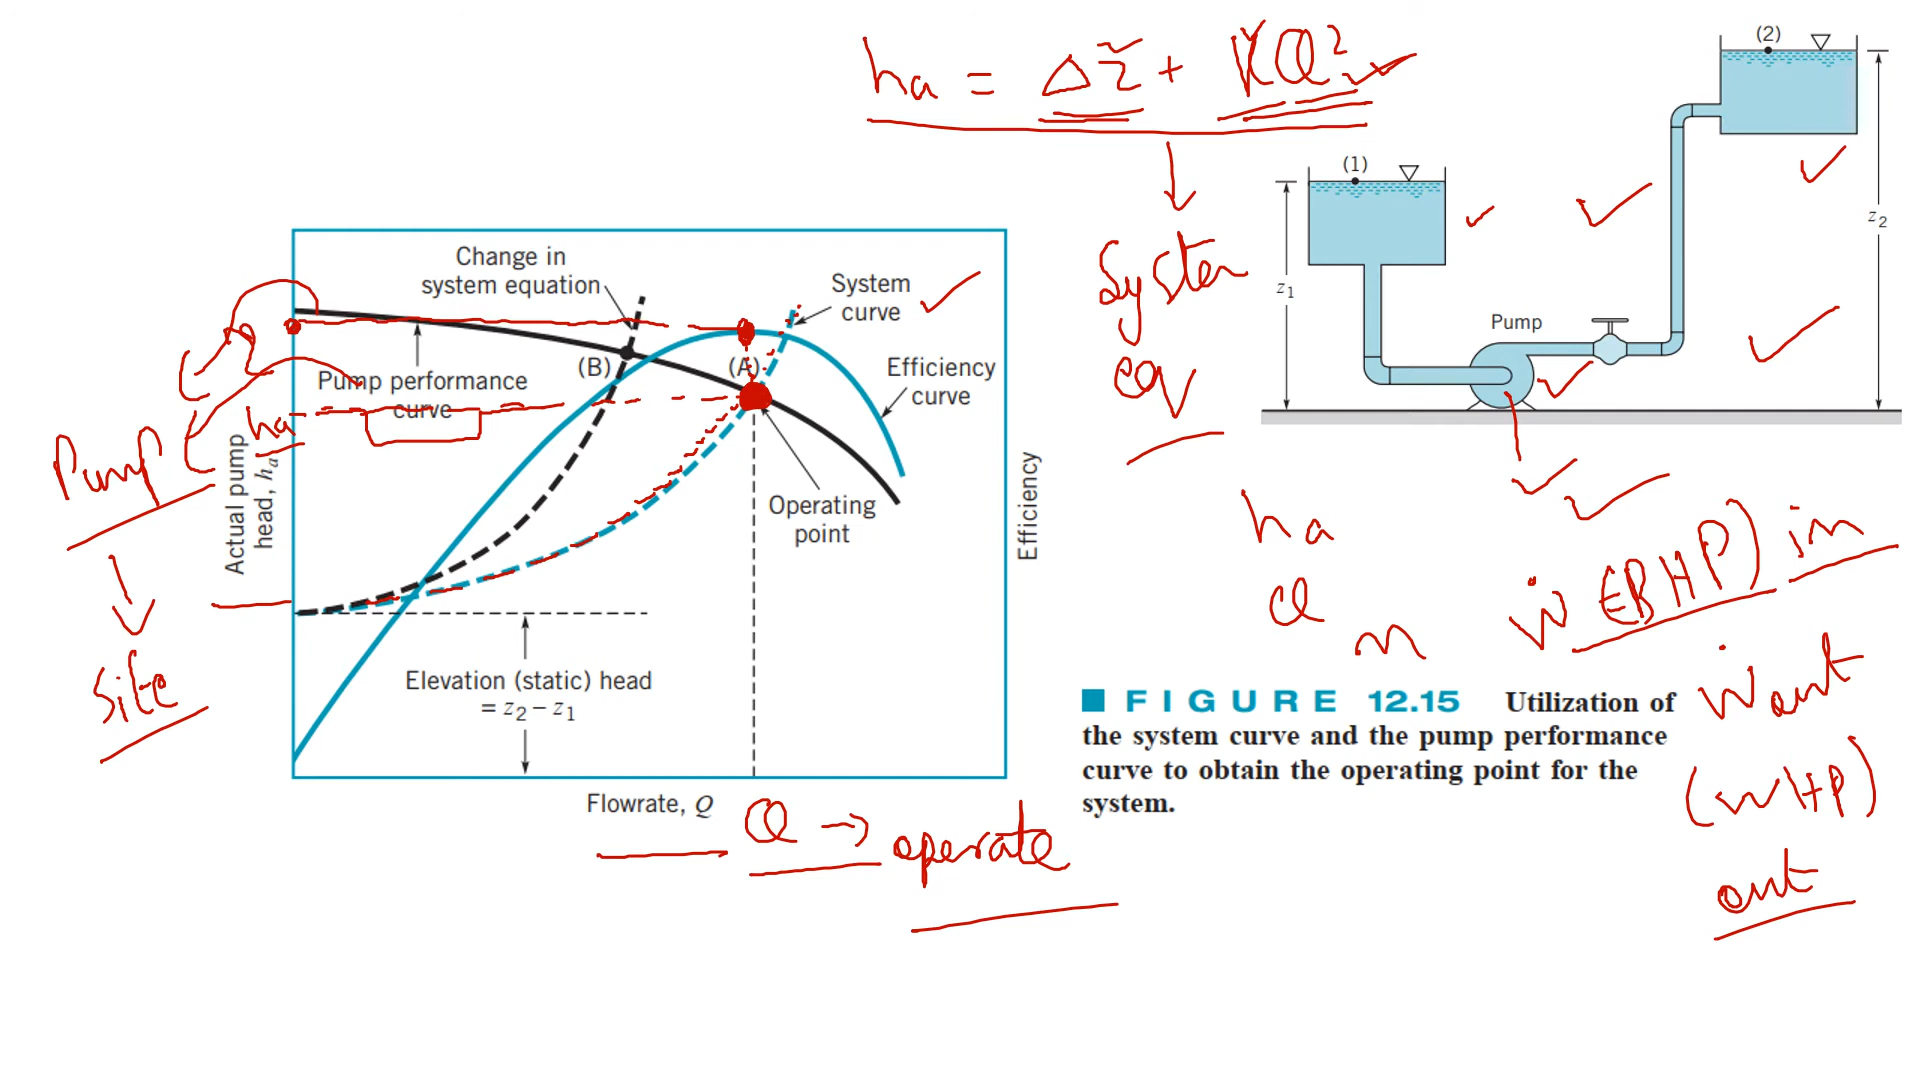 ha = Δz + KQ²
(2)
(1)
z₂
z₁
Pump
System
eq
Change in
system equation
System
curve
(B)
(A)
Efficiency
curve
Pump performance
curve
ha
η
Pump
Site
Actual pump
head, hₐ
Efficiency
Operating
point
Elevation (static) head
= z₂ – z₁
Flowrate, Q
Q → operate
ha
Q
η
Ẇ (BHP) in
Ẇ out
(WHP)
out
FIGURE 12.15 Utilization of
the system curve and the pump performance
curve to obtain the operating point for the
system.